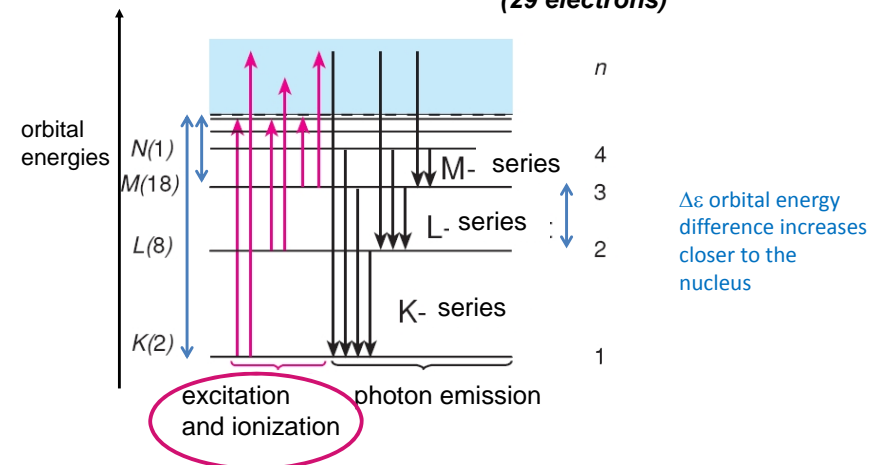 (29 electrons)
n
orbital
energies
N(1)
4
M- series
M(18)
3
Δε orbital energy
difference increases
closer to the
nucleus
L- series :
L(8)
2
K- series
K(2)
1
excitation
and ionization
photon emission